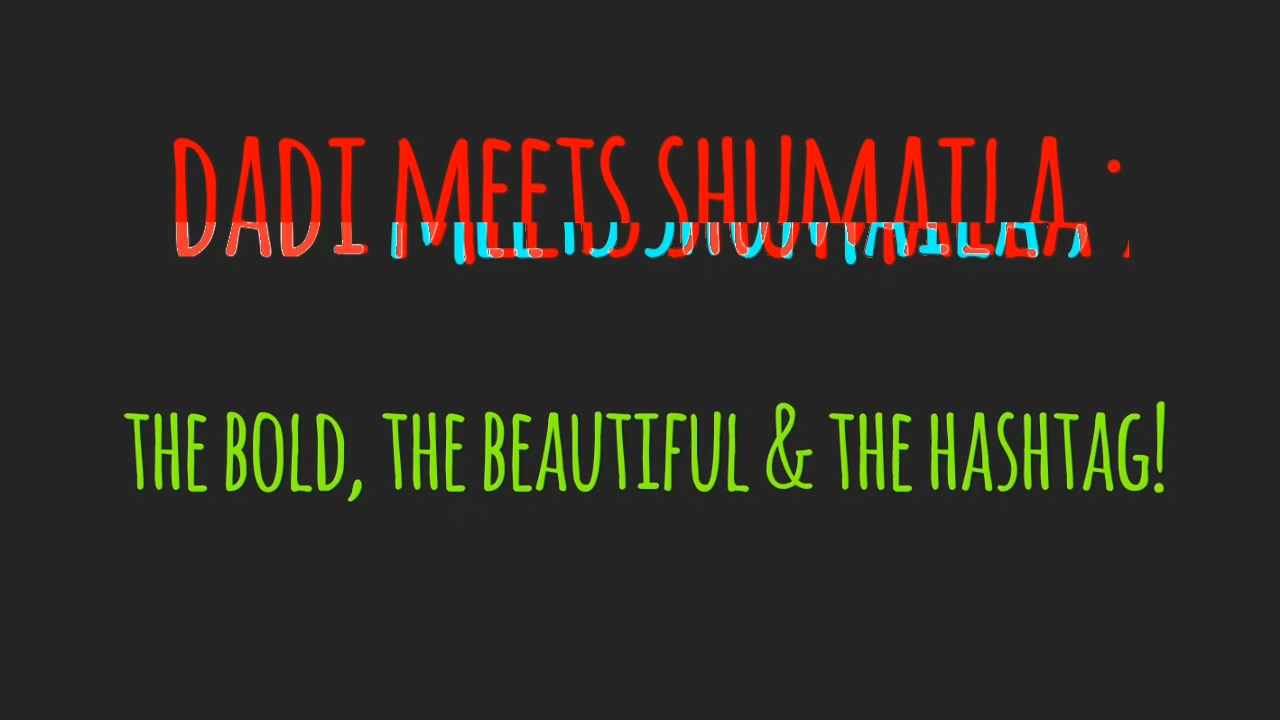 DADI MEETS SHUMAILA :
THE BOLD, THE BEAUTIFUL & THE HASHTAG!